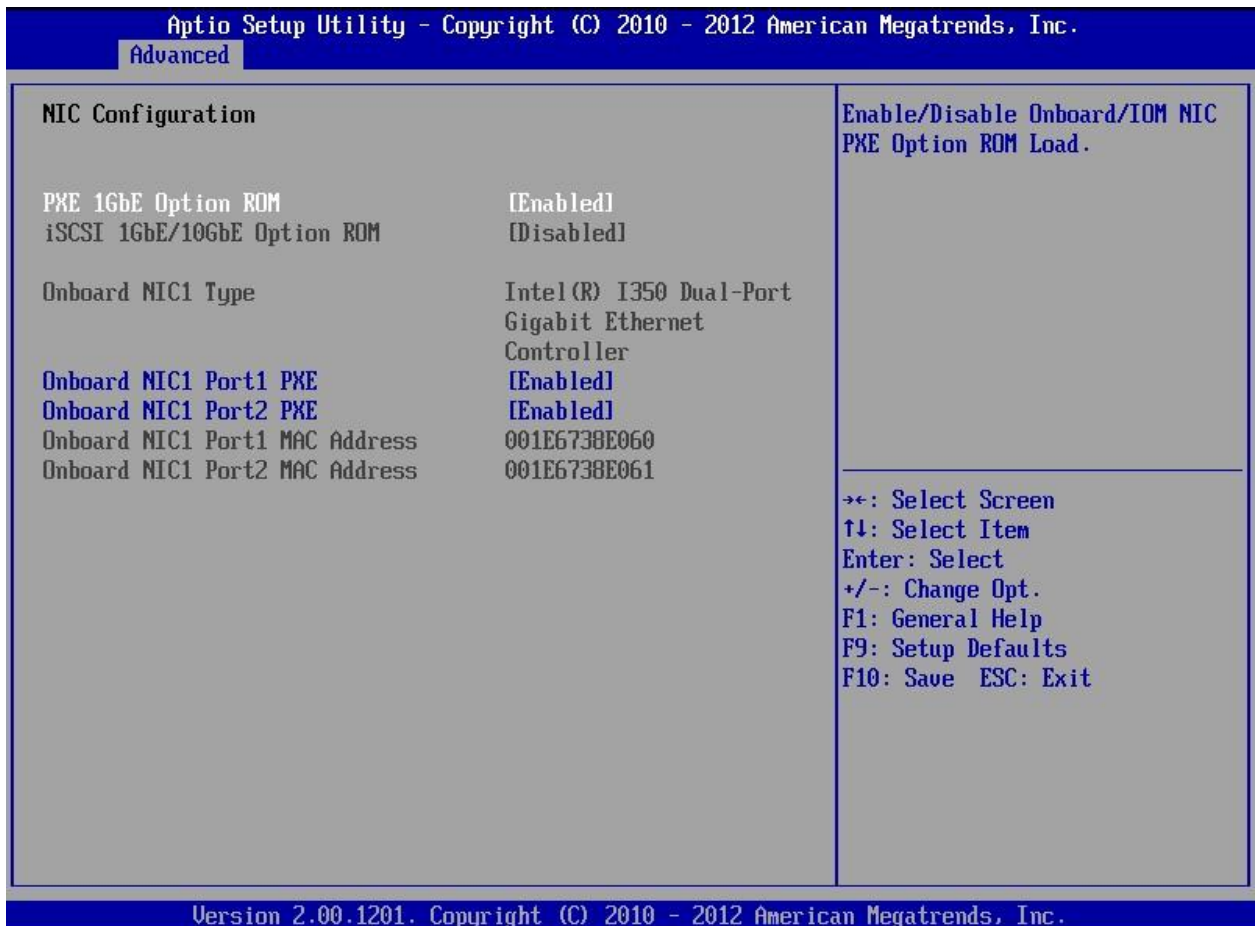 Aptio Setup Utility - Copyright (C) 2010 - 2012 American Megatrends, Inc.
Advanced
NIC Configuration
PXE 1GbE Option ROM [Enabled]
iSCSI 1GbE/10GbE Option ROM [Disabled]
Onboard NIC1 Type Intel(R) I350 Dual-Port
Gigabit Ethernet
Controller
Onboard NIC1 Port1 PXE [Enabled]
Onboard NIC1 Port2 PXE [Enabled]
Onboard NIC1 Port1 MAC Address 001E6738E060
Onboard NIC1 Port2 MAC Address 001E6738E061
Enable/Disable Onboard/IOM NIC
PXE Option ROM Load.
→←: Select Screen
↑↓: Select Item
Enter: Select
+/-: Change Opt.
F1: General Help
F9: Setup Defaults
F10: Save ESC: Exit
Version 2.00.1201. Copyright (C) 2010 - 2012 American Megatrends, Inc.